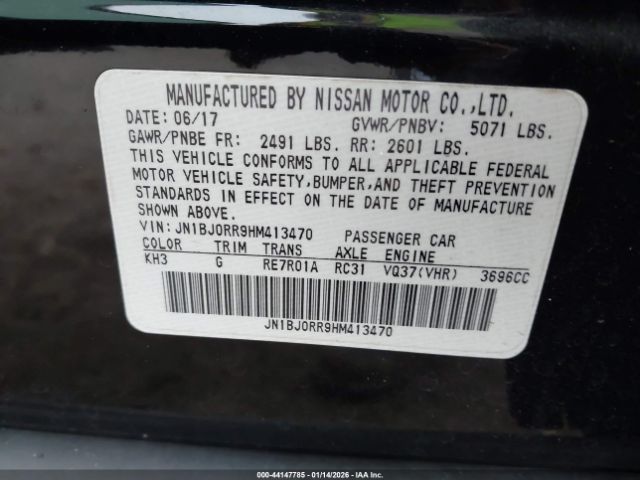 MANUFACTURED BY NISSAN MOTOR CO.,LTD.
DATE: 06/17 GVWR/PNBV: 5071 LBS.
GAWR/PNBE FR: 2491 LBS. RR: 2601 LBS.
THIS VEHICLE CONFORMS TO ALL APPLICABLE FEDERAL
MOTOR VEHICLE SAFETY,BUMPER,AND THEFT PREVENTION
STANDARDS IN EFFECT ON THE DATE OF MANUFACTURE
SHOWN ABOVE.
VIN: JN1BJ0RR9HM413470 PASSENGER CAR
COLOR TRIM TRANS AXLE ENGINE
KH3 G RE7R01A RC31 VQ37(VHR) 3696CC
JN1BJ0RR9HM413470
000-44147785 - 01/14/2026 - IAAI.COM